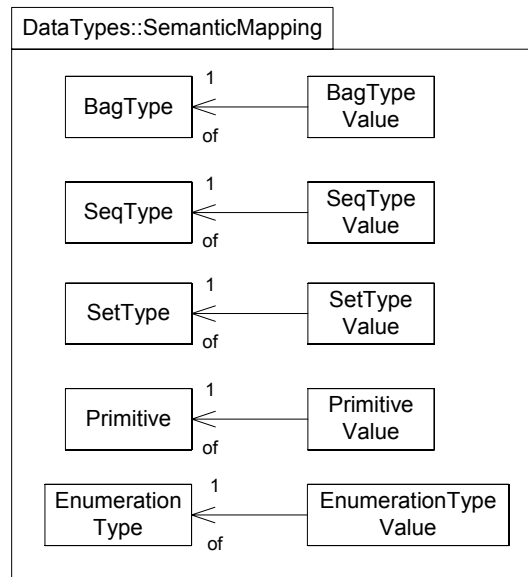 DataTypes::SemanticMapping
1
BagType
BagType
Value
of
1
SeqType
SeqType
Value
of
1
SetType
SetType
Value
of
1
Primitive
Primitive
Value
of
1
Enumeration
Type
EnumerationType
Value
of